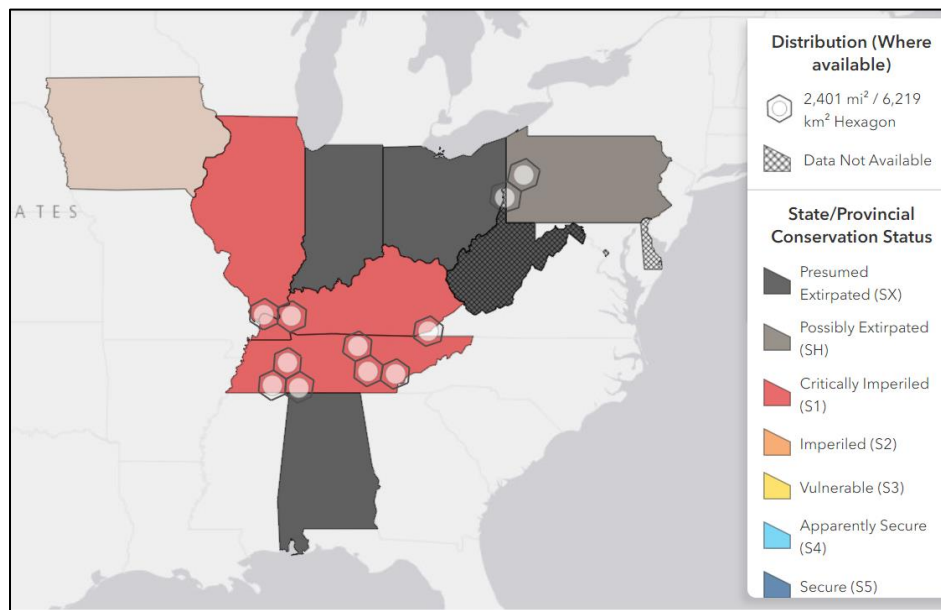 ATES
Distribution (Where
available)
2,401 mi² / 6,219
km² Hexagon
Data Not Available
State/Provincial
Conservation Status
Presumed
Extirpated (SX)
Possibly Extirpated
(SH)
Critically Imperiled
(S1)
Imperiled (S2)
Vulnerable (S3)
Apparently Secure
(S4)
Secure (S5)